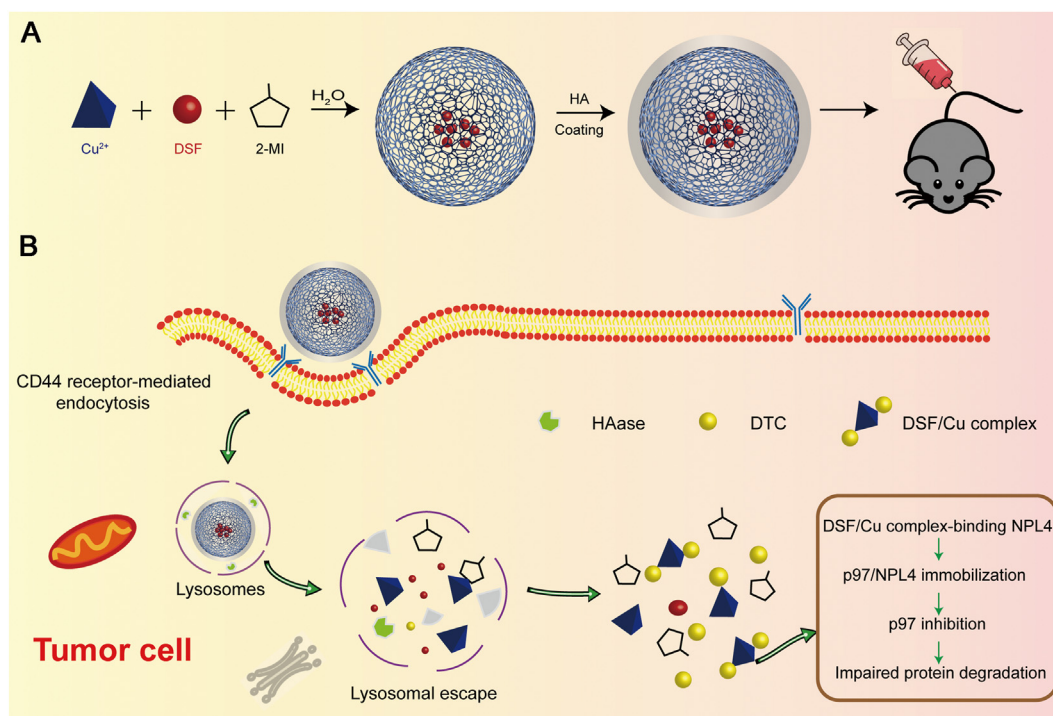 A
Cu²⁺ + DSF + 2-MI
H₂O
HA
Coating
B
CD44 receptor-mediated
endocytosis
HAase
DTC
DSF/Cu complex
Lysosomes
Lysosomal escape
Tumor cell
DSF/Cu complex-binding NPL4
p97/NPL4 immobilization
p97 inhibition
Impaired protein degradation